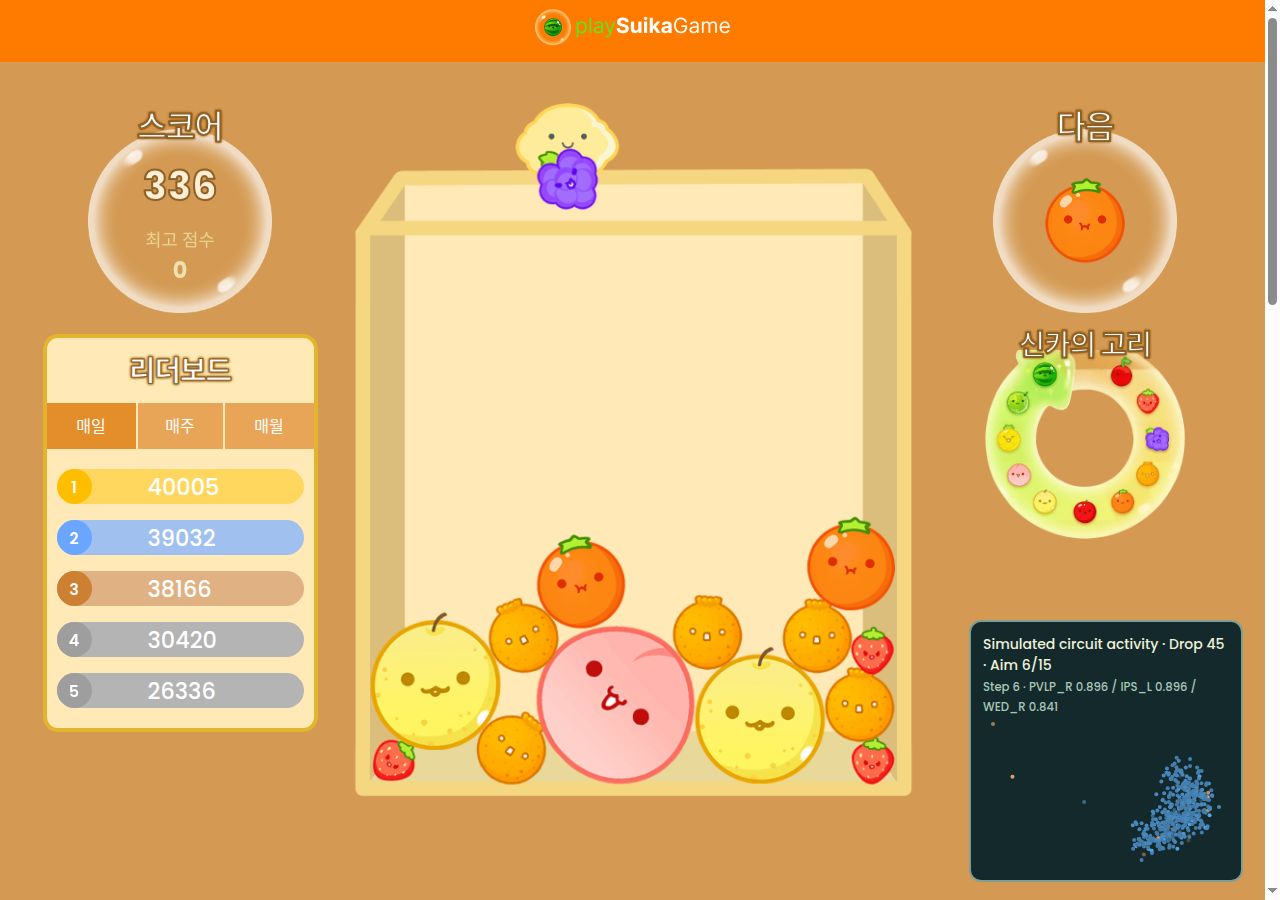 playSuikaGame
스코어
336
최고 점수
0
리더보드
매일
매주
매월
1 40005
2 39032
3 38166
4 30420
5 26336
다음
신카의 고리
Simulated circuit activity · Drop 45
· Aim 6/15
Step 6 · PVLP_R 0.896 / IPS_L 0.896 /
WED_R 0.841